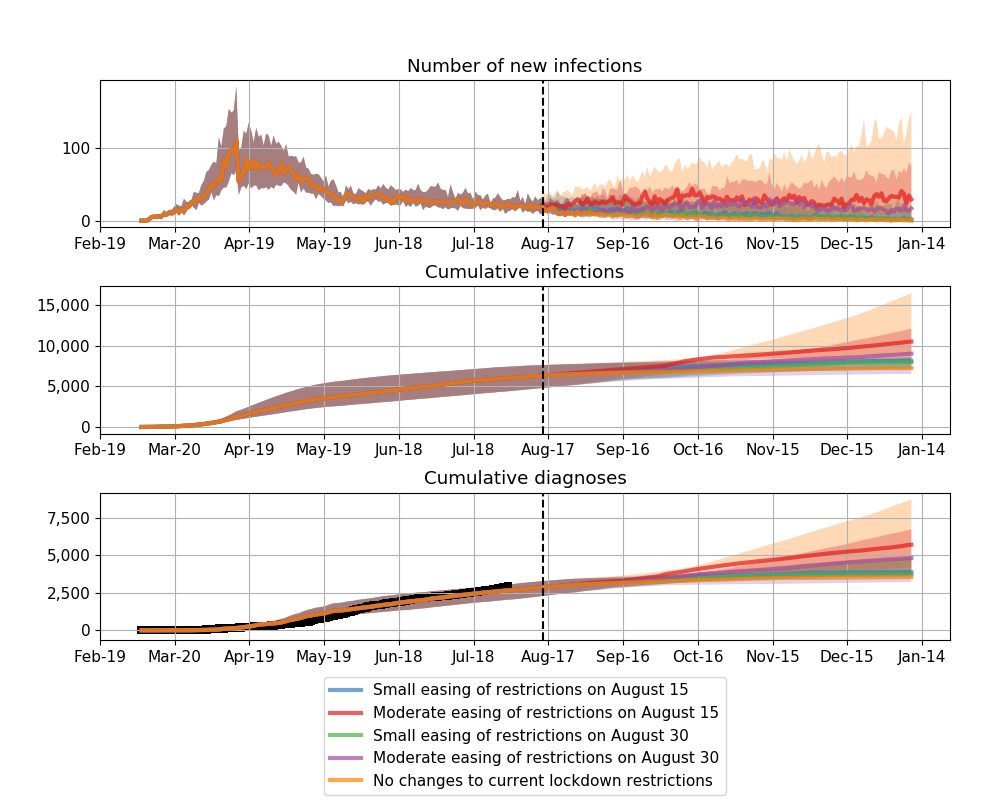 Number of new infections
100
0
Feb-19 Mar-20 Apr-19 May-19 Jun-18 Jul-18 Aug-17 Sep-16 Oct-16 Nov-15 Dec-15 Jan-14
Cumulative infections
15,000
10,000
5,000
0
Feb-19 Mar-20 Apr-19 May-19 Jun-18 Jul-18 Aug-17 Sep-16 Oct-16 Nov-15 Dec-15 Jan-14
Cumulative diagnoses
7,500
5,000
2,500
0
Feb-19 Mar-20 Apr-19 May-19 Jun-18 Jul-18 Aug-17 Sep-16 Oct-16 Nov-15 Dec-15 Jan-14
Small easing of restrictions on August 15
Moderate easing of restrictions on August 15
Small easing of restrictions on August 30
Moderate easing of restrictions on August 30
No changes to current lockdown restrictions